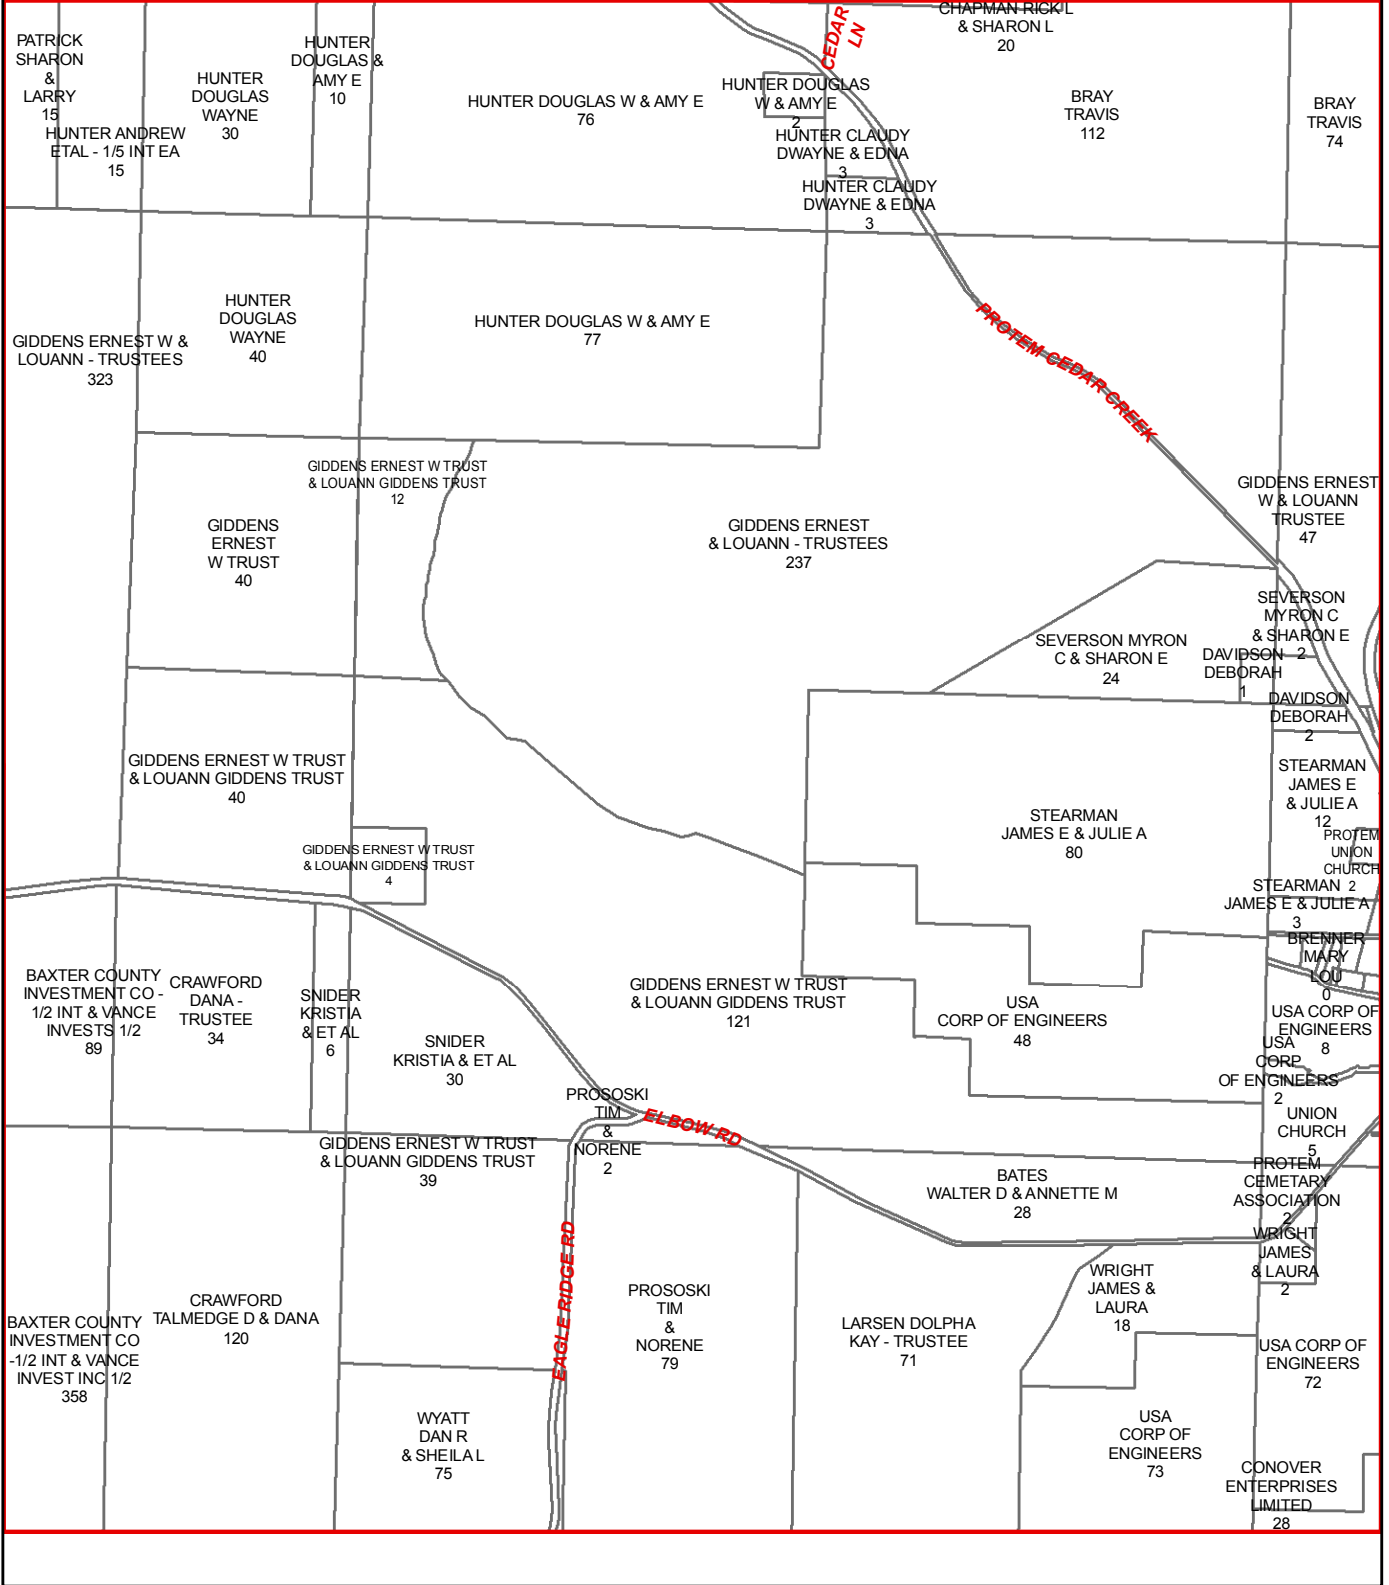 CHAPMAN RICK L
& SHARON L
20
CEDAR
LN
PATRICK
SHARON
&
LARRY
15
HUNTER
DOUGLAS
WAYNE
30
HUNTER
DOUGLAS &
AMY E
10
HUNTER DOUGLAS W & AMY E
76
HUNTER DOUGLAS
W & AMY E
2
BRAY
TRAVIS
112
BRAY
TRAVIS
74
HUNTER ANDREW
ETAL - 1/5 INT EA
15
HUNTER CLAUDY
DWAYNE & EDNA
3
HUNTER CLAUDY
DWAYNE & EDNA
3
GIDDENS ERNEST W &
LOUANN - TRUSTEES
323
HUNTER
DOUGLAS
WAYNE
40
HUNTER DOUGLAS W & AMY E
77
PROTEM CEDAR CREEK
GIDDENS ERNEST W TRUST
& LOUANN GIDDENS TRUST
12
GIDDENS
ERNEST
W TRUST
40
GIDDENS ERNEST
& LOUANN - TRUSTEES
237
GIDDENS ERNEST
W & LOUANN
TRUSTEE
47
SEVERSON
MYRON C
& SHARON E
2
SEVERSON MYRON
C & SHARON E
24
DAVIDSON
DEBORAH
1
DAVIDSON
DEBORAH
2
GIDDENS ERNEST W TRUST
& LOUANN GIDDENS TRUST
40
STEARMAN
JAMES E
& JULIE A
12
STEARMAN
JAMES E & JULIE A
80
PROTEM
UNION
CHURCH
2
GIDDENS ERNEST W TRUST
& LOUANN GIDDENS TRUST
4
STEARMAN
JAMES E & JULIE A
3
BRENNER
MARY
LOU
0
BAXTER COUNTY
INVESTMENT CO -
1/2 INT & VANCE
INVESTS 1/2
89
CRAWFORD
DANA -
TRUSTEE
34
SNIDER
KRISTIA
& ET AL
6
SNIDER
KRISTIA & ET AL
30
GIDDENS ERNEST W TRUST
& LOUANN GIDDENS TRUST
121
USA
CORP OF ENGINEERS
48
USA CORP OF
ENGINEERS
8
USA
CORP
OF ENGINEERS
2
PROSOSKI
TIM
&
NORENE
2
ELBOW RD
UNION
CHURCH
5
GIDDENS ERNEST W TRUST
& LOUANN GIDDENS TRUST
39
BATES
WALTER D & ANNETTE M
28
PROTEM
CEMETARY
ASSOCIATION
2
EAGLE RIDGE RD
WRIGHT
JAMES
& LAURA
2
WRIGHT
JAMES &
LAURA
18
BAXTER COUNTY
INVESTMENT CO
-1/2 INT & VANCE
INVEST INC 1/2
358
CRAWFORD
TALMEDGE D & DANA
120
PROSOSKI
TIM
&
NORENE
79
LARSEN DOLPHA
KAY - TRUSTEE
71
USA CORP OF
ENGINEERS
72
WYATT
DAN R
& SHEILA L
75
USA
CORP OF
ENGINEERS
73
CONOVER
ENTERPRISES
LIMITED
28